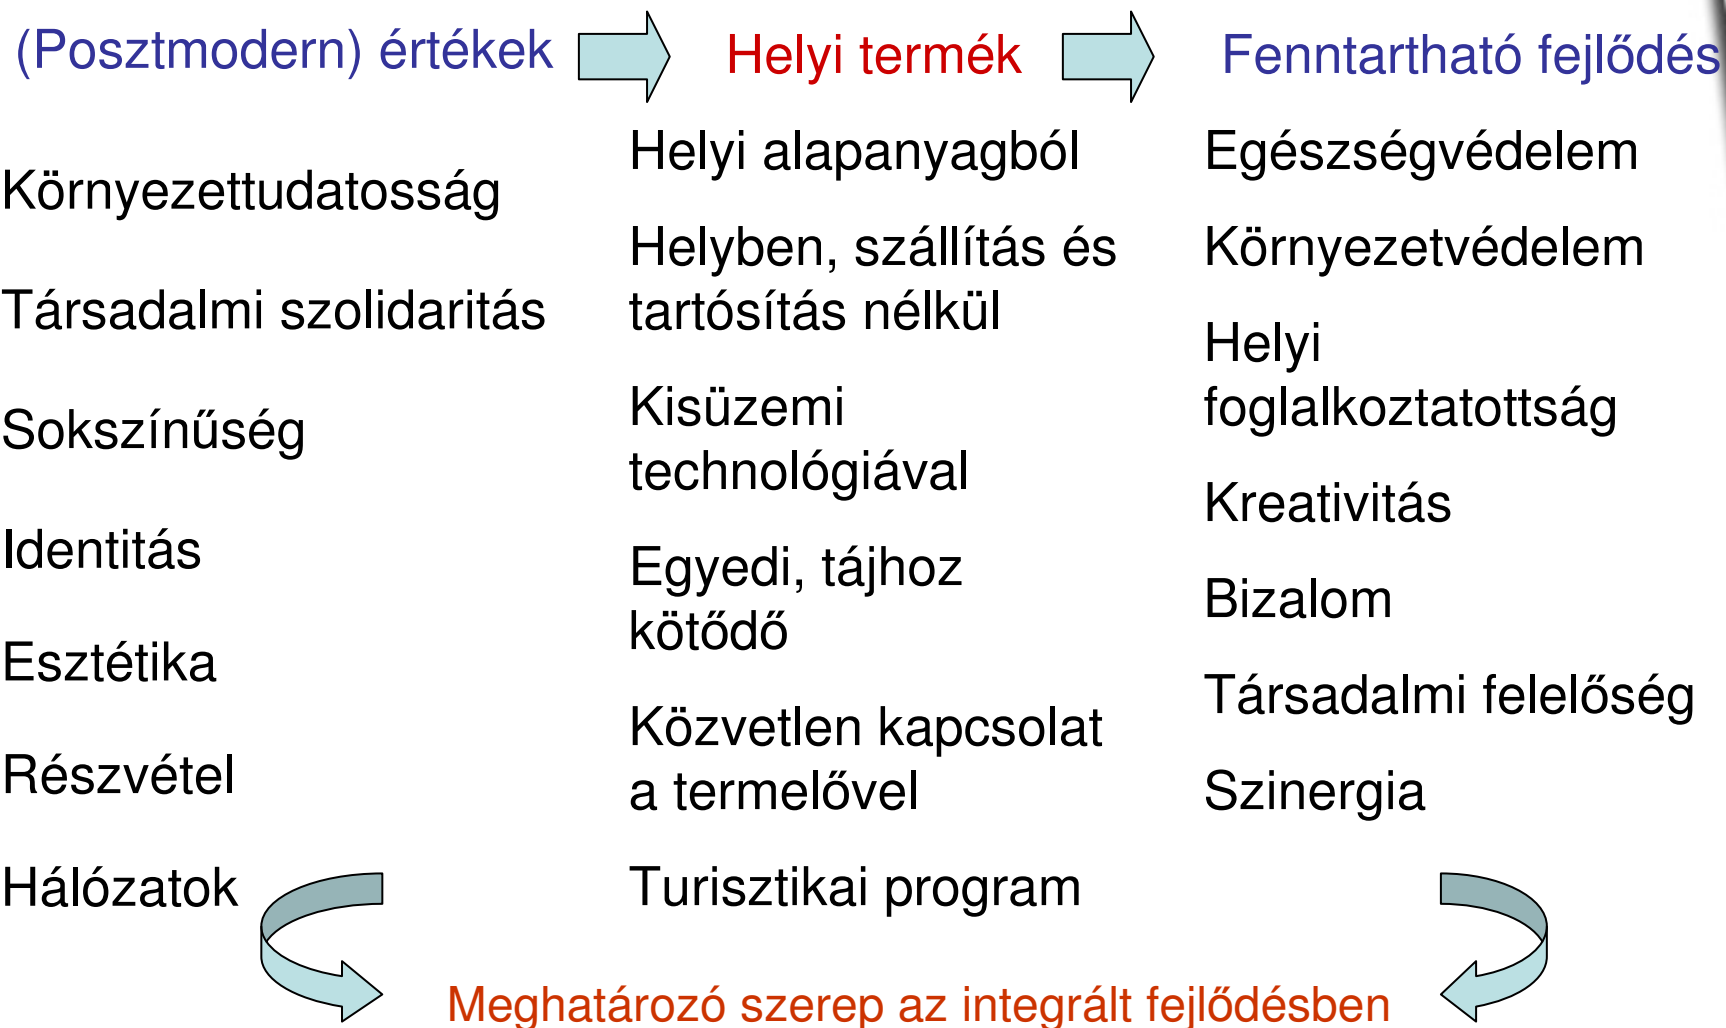 (Posztmodern) értékek
Helyi termék
Fenntartható fejlődés
Környezettudatosság
Társadalmi szolidaritás
Sokszínűség
Identitás
Esztétika
Részvétel
Hálózatok
Helyi alapanyagból
Helyben, szállítás és
tartósítás nélkül
Kisüzemi
technológiával
Egyedi, tájhoz
kötődő
Közvetlen kapcsolat
a termelővel
Turisztikai program
Egészségvédelem
Környezetvédelem
Helyi
foglalkoztatottság
Kreativitás
Bizalom
Társadalmi felelőség
Szinergia
Meghatározó szerep az integrált fejlődésben